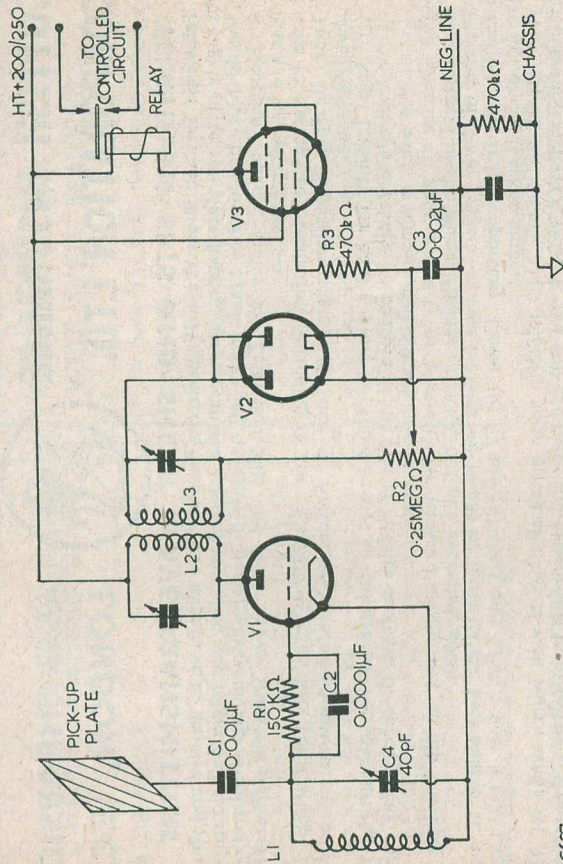 PICK-UP
PLATE
C1
0·001µF
L1
R1
150KΩ
C2
0·0001µF
C4
40pF
V1
L2
L3
R2
0·25MEGΩ
V2
V3
R3
470kΩ
C3
0·002µF
HT+200/250
TO
CONTROLLED
CIRCUIT
RELAY
NEG·LINE
470kΩ
CHASSIS